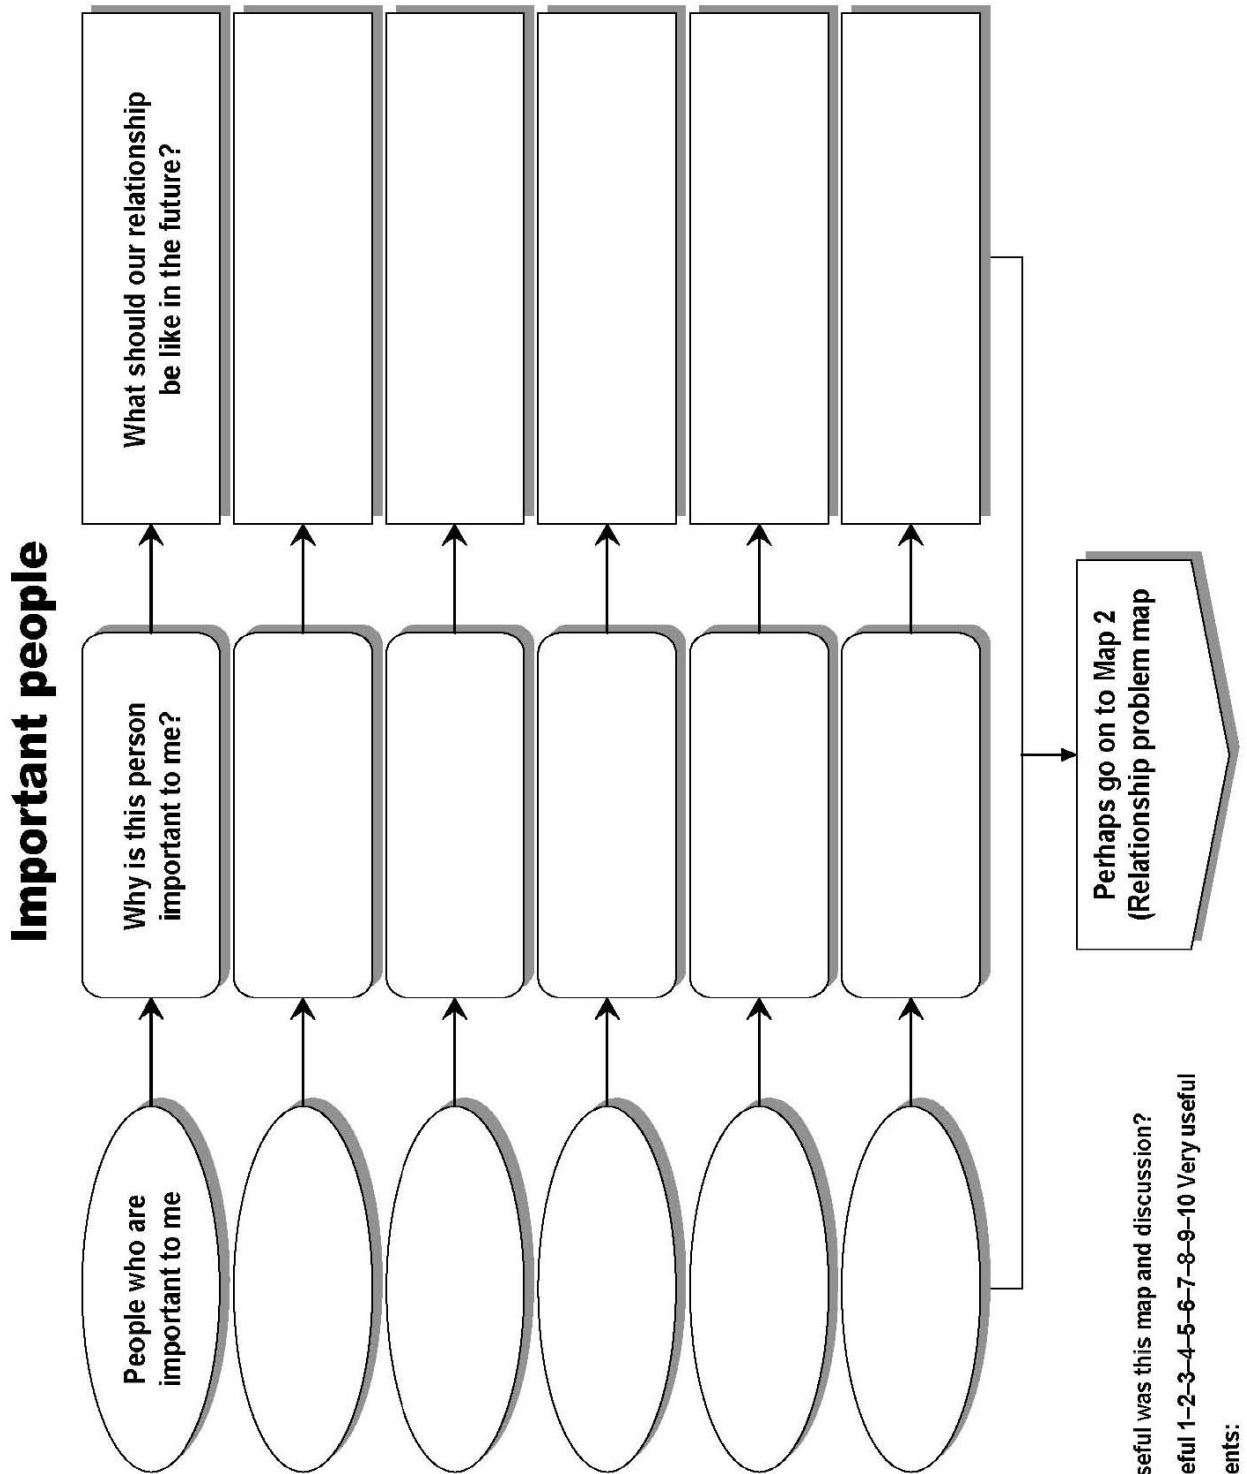 Important people
People who are
important to me
Why is this person
important to me?
What should our relationship
be like in the future?
Perhaps go on to Map 2
(Relationship problem map
seful was this map and discussion?
eful 1–2–3–4–5–6–7–8–9–10 Very useful
ents: